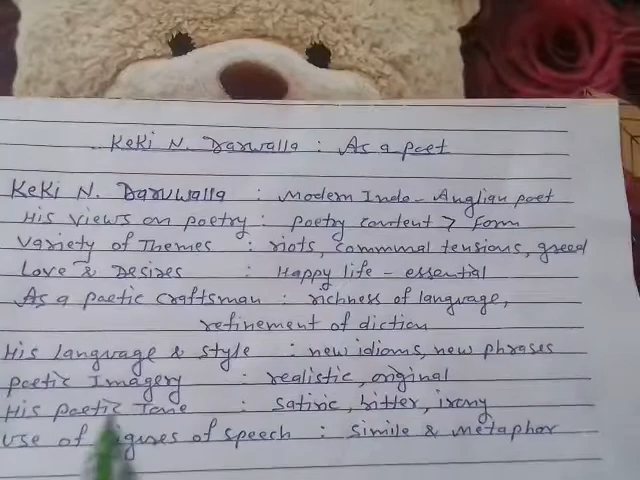 Keki N. Daruwalla : As a poet
Keki N. Daruwalla : Modern Indo-Anglian poet
His views on poetry : poetry content > form
Variety of Themes : riots, communal tensions, greed
Love & Desires : Happy life - essential
As a poetic craftsman : richness of language,
refinement of diction
His language & style : new idioms, new phrases
Poetic Imagery : realistic, original
His Poetic Tone : satiric, bitter, irony
Use of figures of speech : simile & metaphor